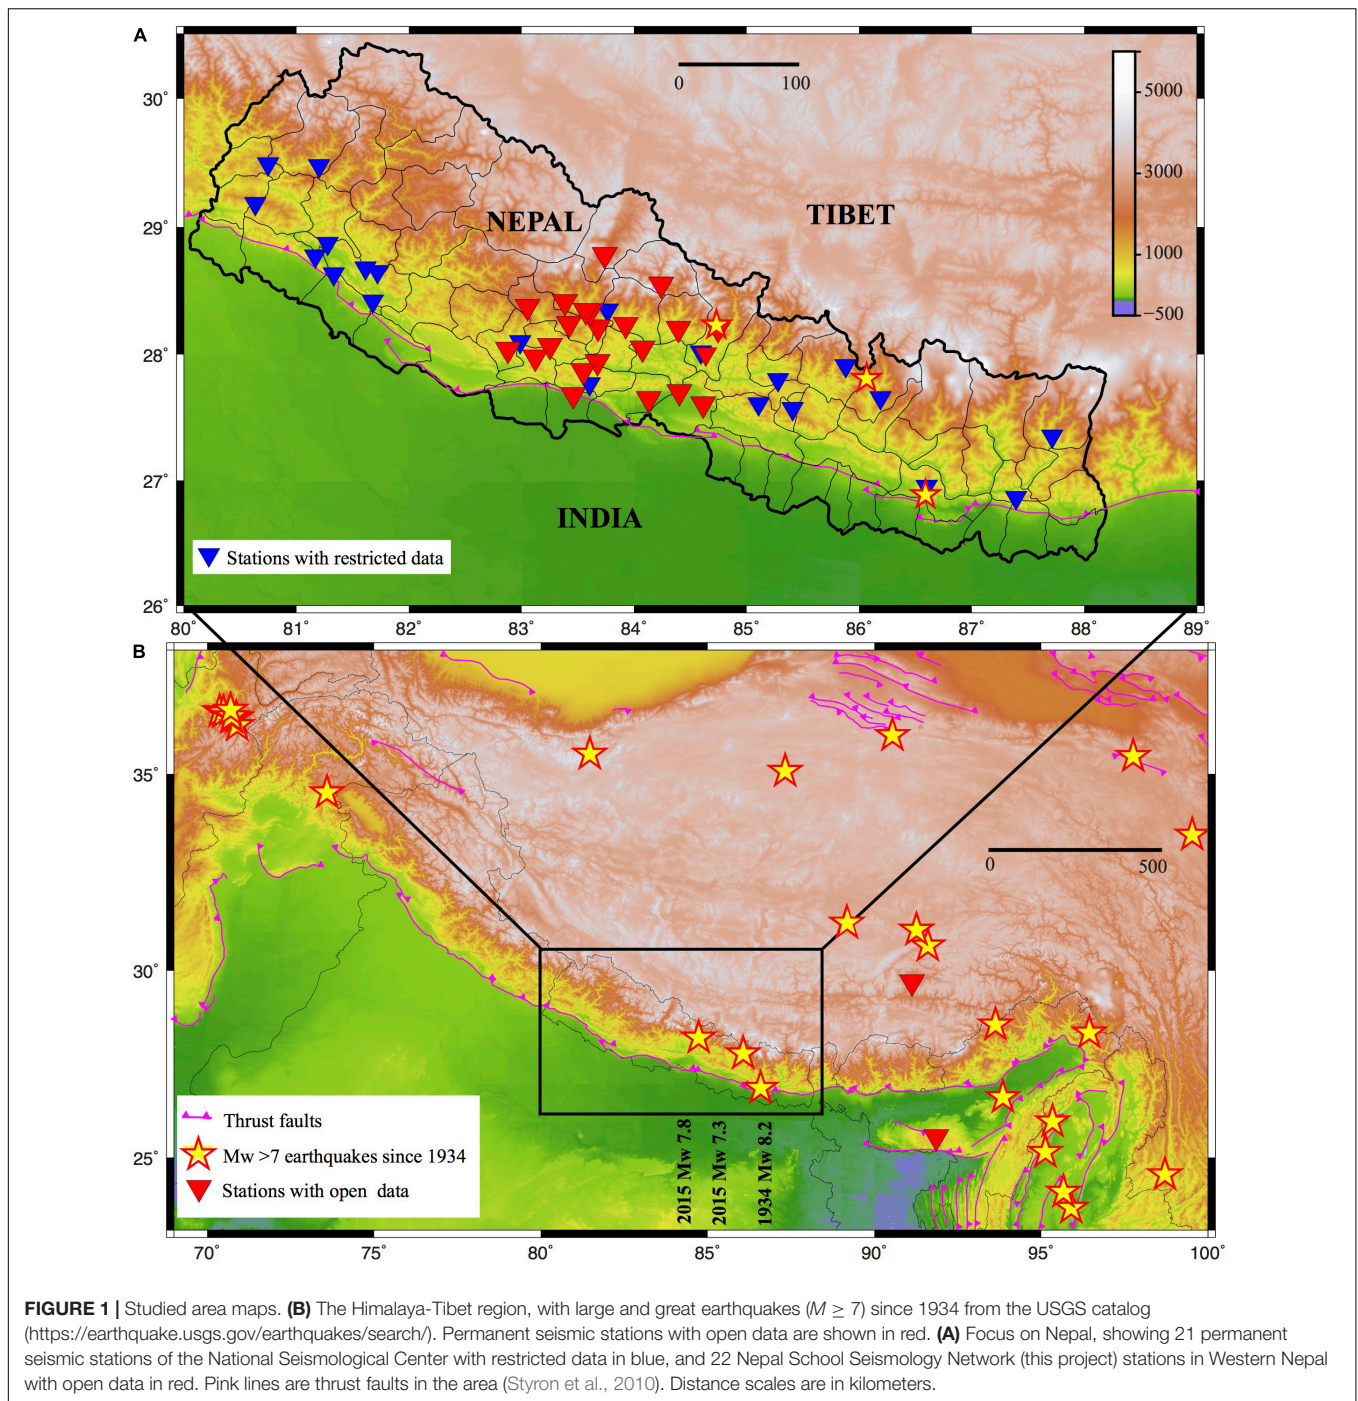 A
0 100
30°
29°
28°
27°
26°
NEPAL
TIBET
INDIA
5000
3000
1000
−500
Stations with restricted data
80° 81° 82° 83° 84° 85° 86° 87° 88° 89°
B
35°
30°
25°
0 500
Thrust faults
Mw >7 earthquakes since 1934
Stations with open data
2015 Mw 7.8
2015 Mw 7.3
1934 Mw 8.2
70° 75° 80° 85° 90° 95° 100°
FIGURE 1 | Studied area maps. (B) The Himalaya-Tibet region, with large and great earthquakes (M ≥ 7) since 1934 from the USGS catalog
(https://earthquake.usgs.gov/earthquakes/search/). Permanent seismic stations with open data are shown in red. (A) Focus on Nepal, showing 21 permanent
seismic stations of the National Seismological Center with restricted data in blue, and 22 Nepal School Seismology Network (this project) stations in Western Nepal
with open data in red. Pink lines are thrust faults in the area (Styron et al., 2010). Distance scales are in kilometers.